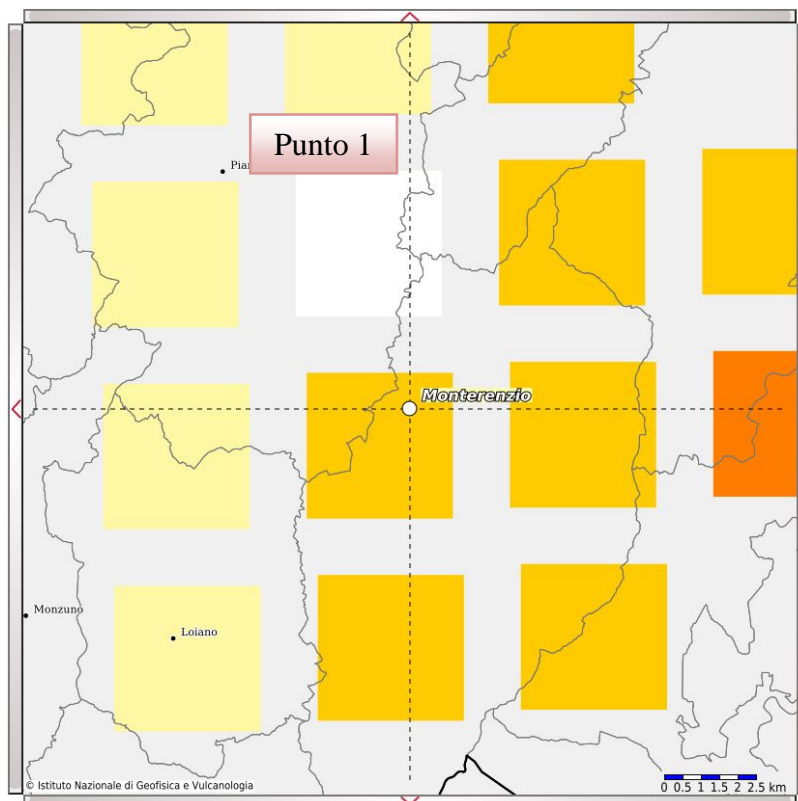 Punto 1
Monterenzio
Monzuno
Loiano
© Istituto Nazionale di Geofisica e Vulcanologia
0 0.5 1 1.5 2 2.5 km